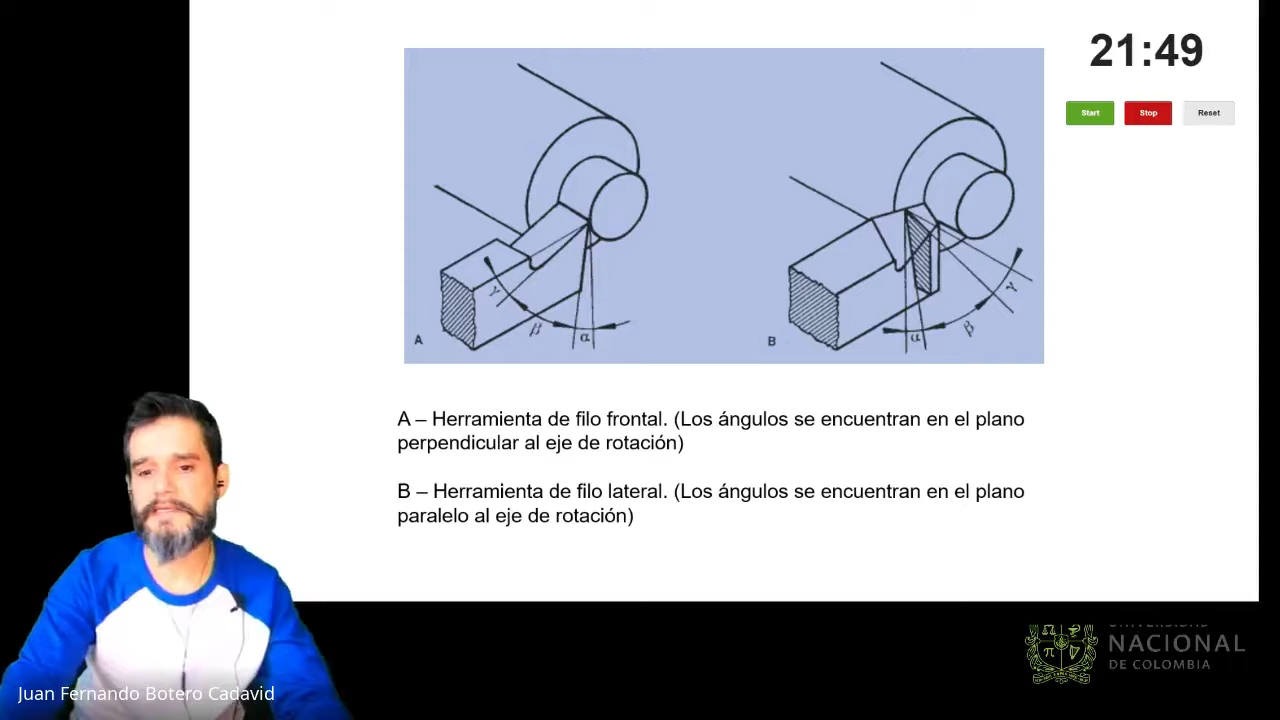 21:49
Start
Stop
Reset
γ
β
α
A
γ
β
α
B
A – Herramienta de filo frontal. (Los ángulos se encuentran en el plano
perpendicular al eje de rotación)
B – Herramienta de filo lateral. (Los ángulos se encuentran en el plano
paralelo al eje de rotación)
UNIVERSIDAD
NACIONAL
DE COLOMBIA
Juan Fernando Botero Cadavid